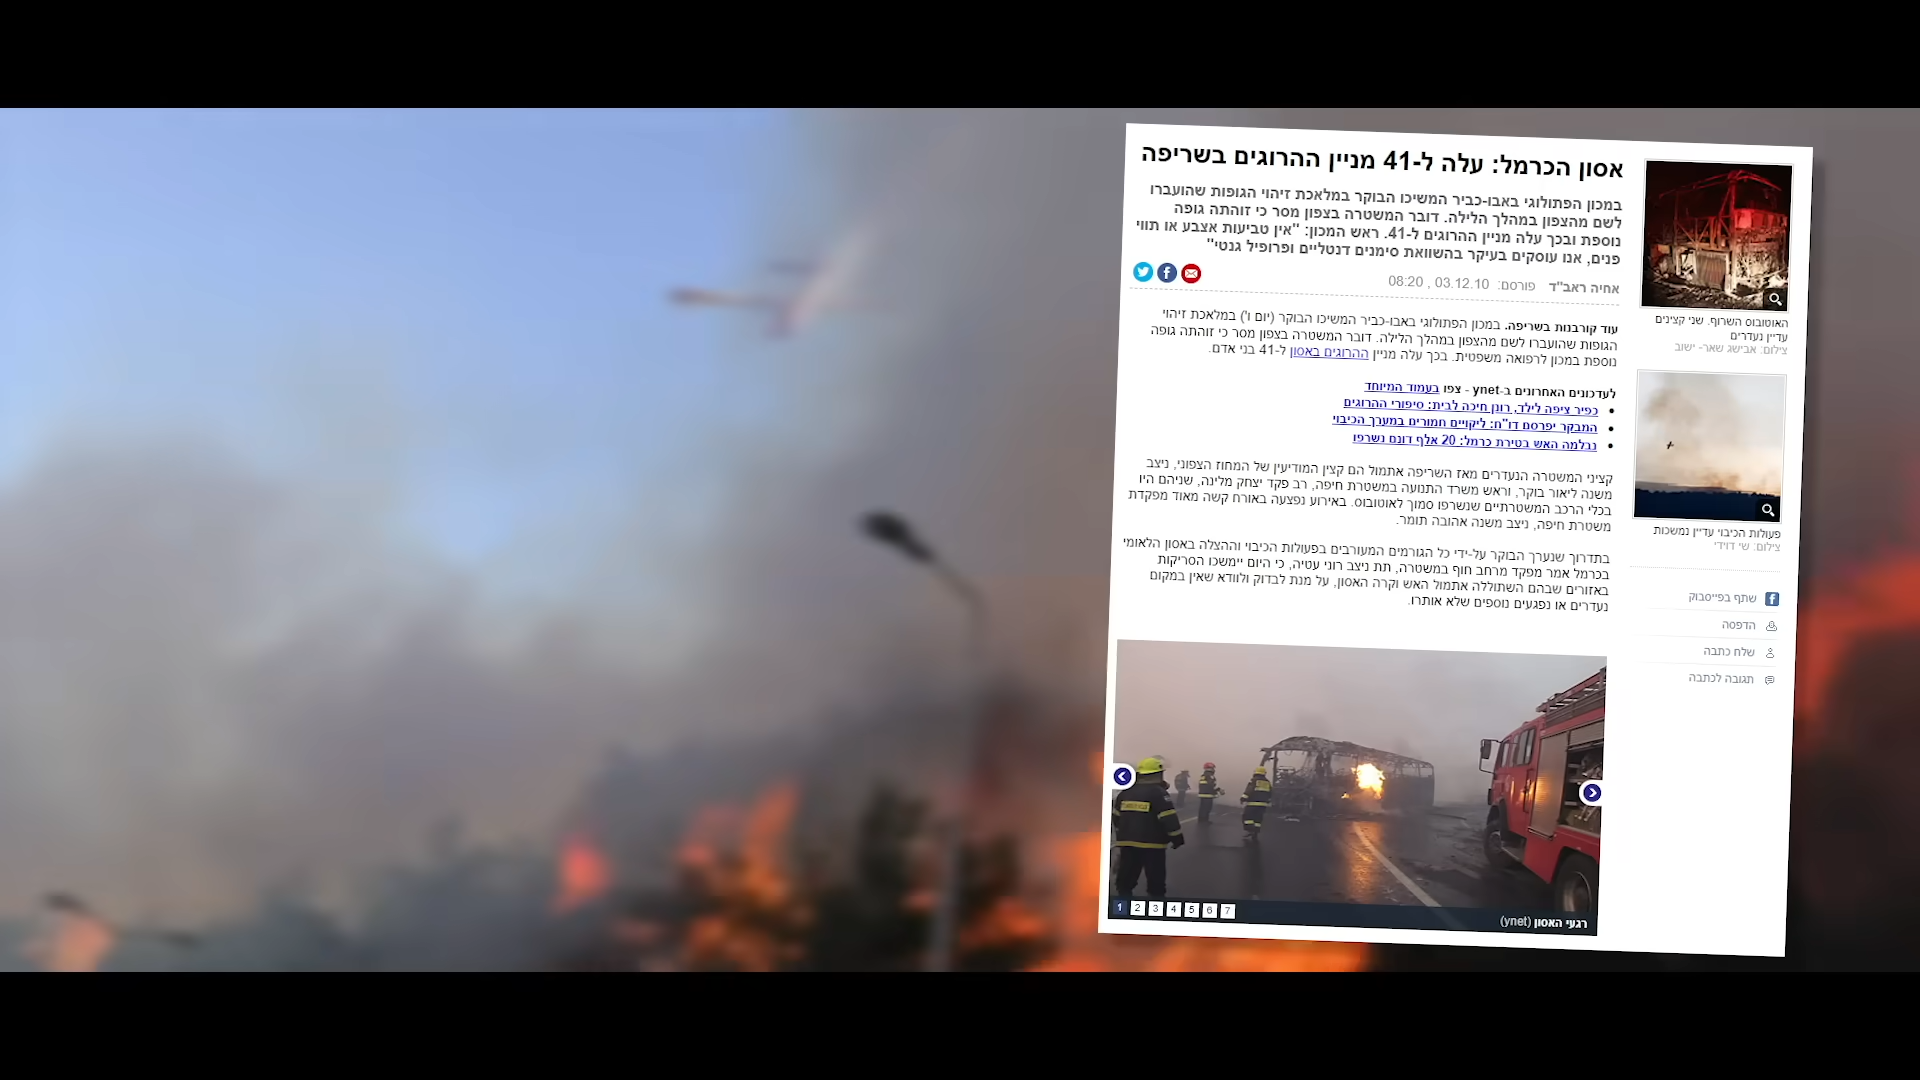 אסון הכרמל: עלה ל-41 מניין ההרוגים בשריפה
במכון הפתולוגי באבו-כביר המשיכו הבוקר במלאכת זיהוי הגופות שהועברו
לשם מהצפון במהלך הלילה. דובר המשטרה בצפון מסר כי זוהתה גופה
נוספת ובכך עלה מניין ההרוגים ל-41. ראש המכון: "אין טביעות אצבע או תווי
פנים, אנו עוסקים בעיקר בהשוואת סימנים דנטליים ופרופיל גנטי"
אחיה ראב"ד פורסם: 03.12.10 , 08:20
עוד קורבנות בשריפה. במכון הפתולוגי באבו-כביר המשיכו הבוקר (יום ו') במלאכת זיהוי
הגופות שהועברו לשם מהצפון במהלך הלילה. דובר המשטרה בצפון מסר כי זוהתה גופה
נוספת במכון לרפואה משפטית. בכך עלה מניין ההרוגים באסון ל-41 בני אדם.
לעדכונים האחרונים ב-ynet - צפו בעמוד המיוחד
כפיר ציפה לילד, רונן חיכה לבית: סיפורי ההרוגים
המבקר יפרסם דו"ח: ליקויים חמורים במערך הכיבוי
נבלמה האש בטירת כרמל: 20 אלף דונם נשרפו
קציני המשטרה הנעדרים מאז השריפה אתמול הם קצין המודיעין של המחוז הצפוני, ניצב
משנה ליאור בוקר, וראש משרד התנועה במשטרת חיפה, רב פקד יצחק מלינה, שניהם היו
בכלי הרכב המשטרתיים שנשרפו סמוך לאוטובוס. באירוע נפצעה באורח קשה מאוד מפקדת
משטרת חיפה, ניצב משנה אהובה תומר.
בתדרוך שנערך הבוקר על-ידי כל הגורמים המעורבים בפעולות הכיבוי וההצלה באסון הלאומי
בכרמל אמר מפקד מרחב חוף במשטרה, תת ניצב רוני עטיה, כי היום יימשכו הסריקות
באזורים שבהם השתוללה אתמול האש וקרה האסון, על מנת לבדוק ולוודא שאין במקום
נעדרים או נפגעים נוספים שלא אותרו.
1 2 3 4 5 6 7
רגעי האסון (ynet)
האוטובוס השרוף. שני קצינים
עדיין נעדרים
צילום: אבישג שאר- ישוב
פעולות הכיבוי עדיין נמשכות
צילום: שי דוידי
שתף בפייסבוק
הדפסה
שלח כתבה
תגובה לכתבה